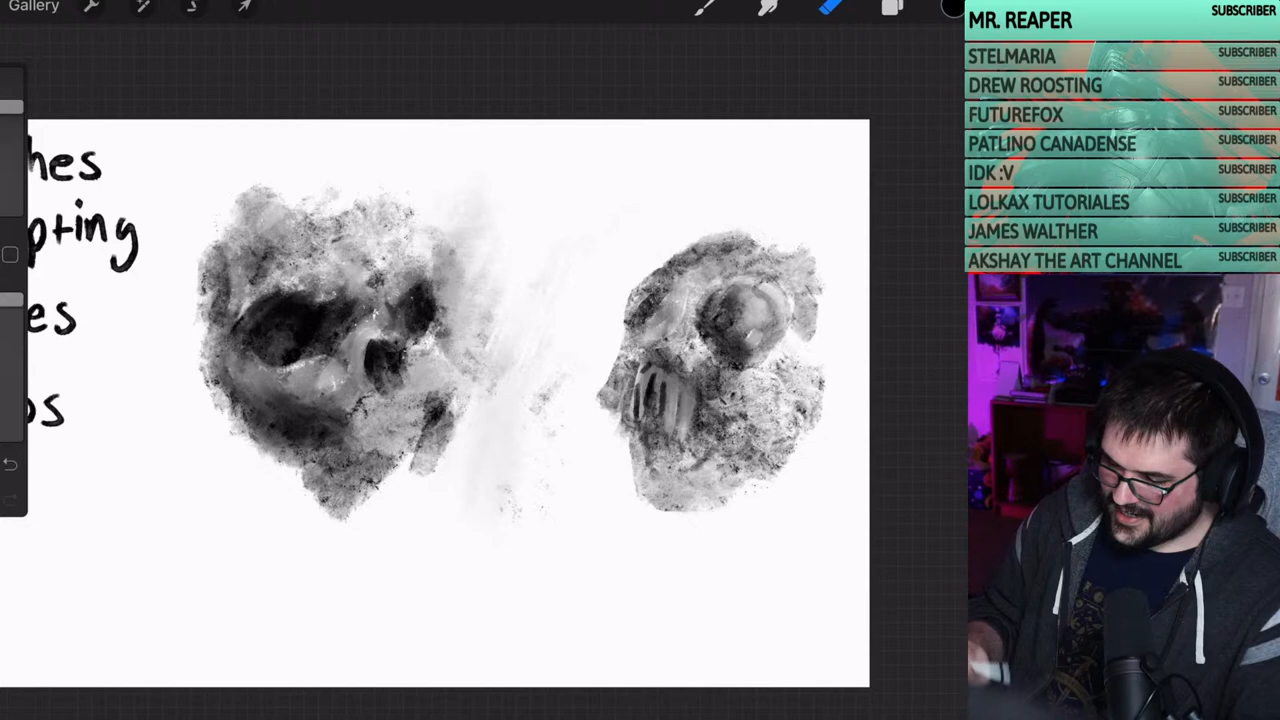 Gallery
hes
pting
es
os
MR. REAPER SUBSCRIBER
STELMARIA SUBSCRIBER
DREW ROOSTING SUBSCRIBER
FUTUREFOX SUBSCRIBER
PATLINO CANADENSE SUBSCRIBER
IDK :V SUBSCRIBER
LOLKAX TUTORIALES SUBSCRIBER
JAMES WALTHER SUBSCRIBER
AKSHAY THE ART CHANNEL SUBSCRIBER